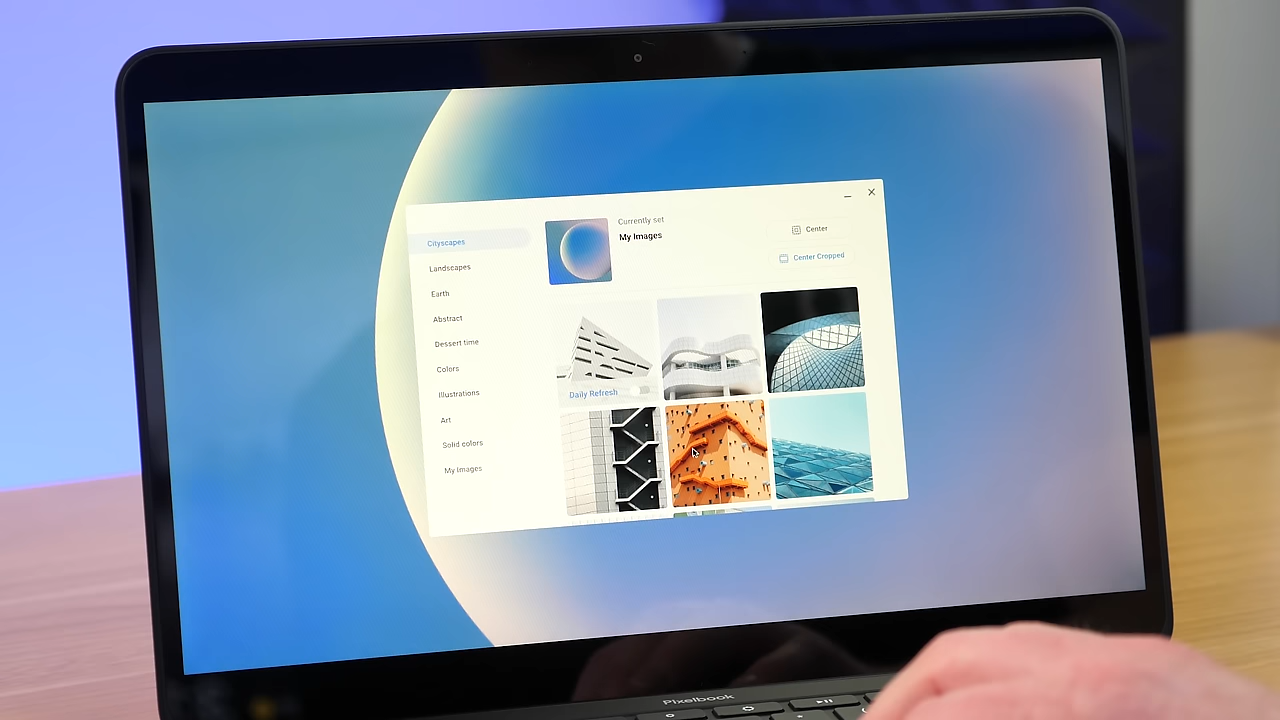 Currently set
My Images
Center
Center Cropped
Cityscapes
Landscapes
Earth
Abstract
Dessert time
Colors
Illustrations
Art
Solid colors
My Images
Daily Refresh
Pixelbook